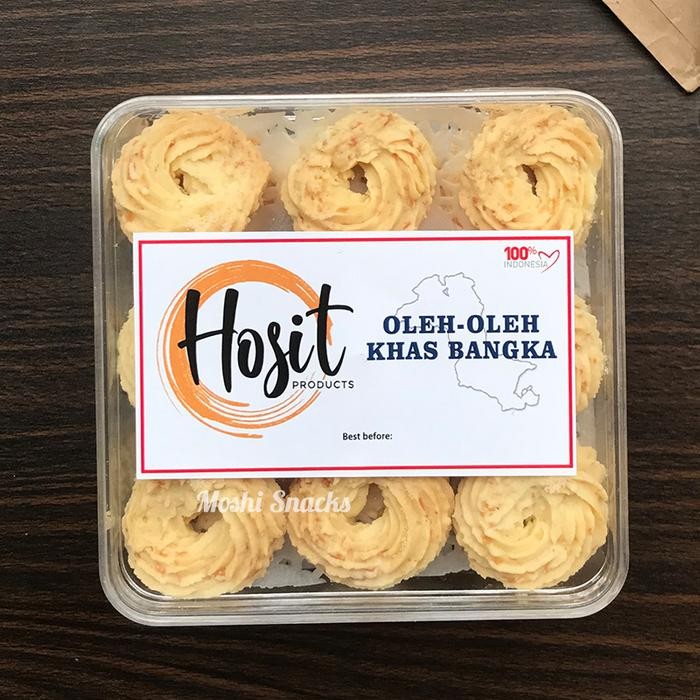 100%
INDONESIA
Hosit
PRODUCTS
OLEH-OLEH
KHAS BANGKA
Best before:
Moshi Snacks